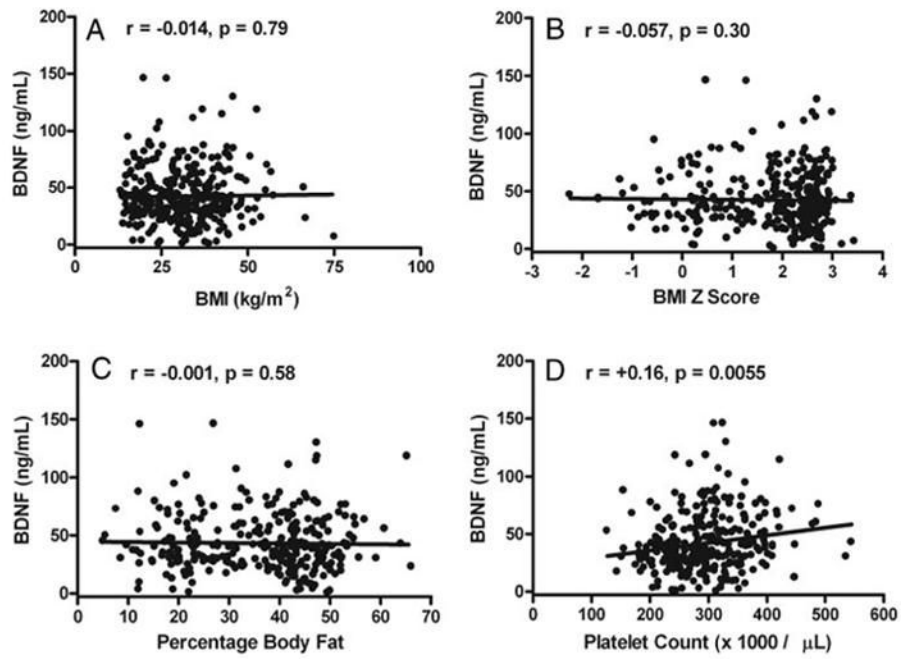 A r = -0.014, p = 0.79
BDNF (ng/mL)
200
150
100
50
0
0 25 50 75 100
BMI (kg/m²)
B r = -0.057, p = 0.30
BDNF (ng/mL)
200
150
100
50
0
-3 -2 -1 0 1 2 3 4
BMI Z Score
C r = -0.001, p = 0.58
BDNF (ng/mL)
200
150
100
50
0
0 10 20 30 40 50 60 70
Percentage Body Fat
D r = +0.16, p = 0.0055
BDNF (ng/mL)
200
150
100
50
0
0 100 200 300 400 500 600
Platelet Count (x 1000 / μL)